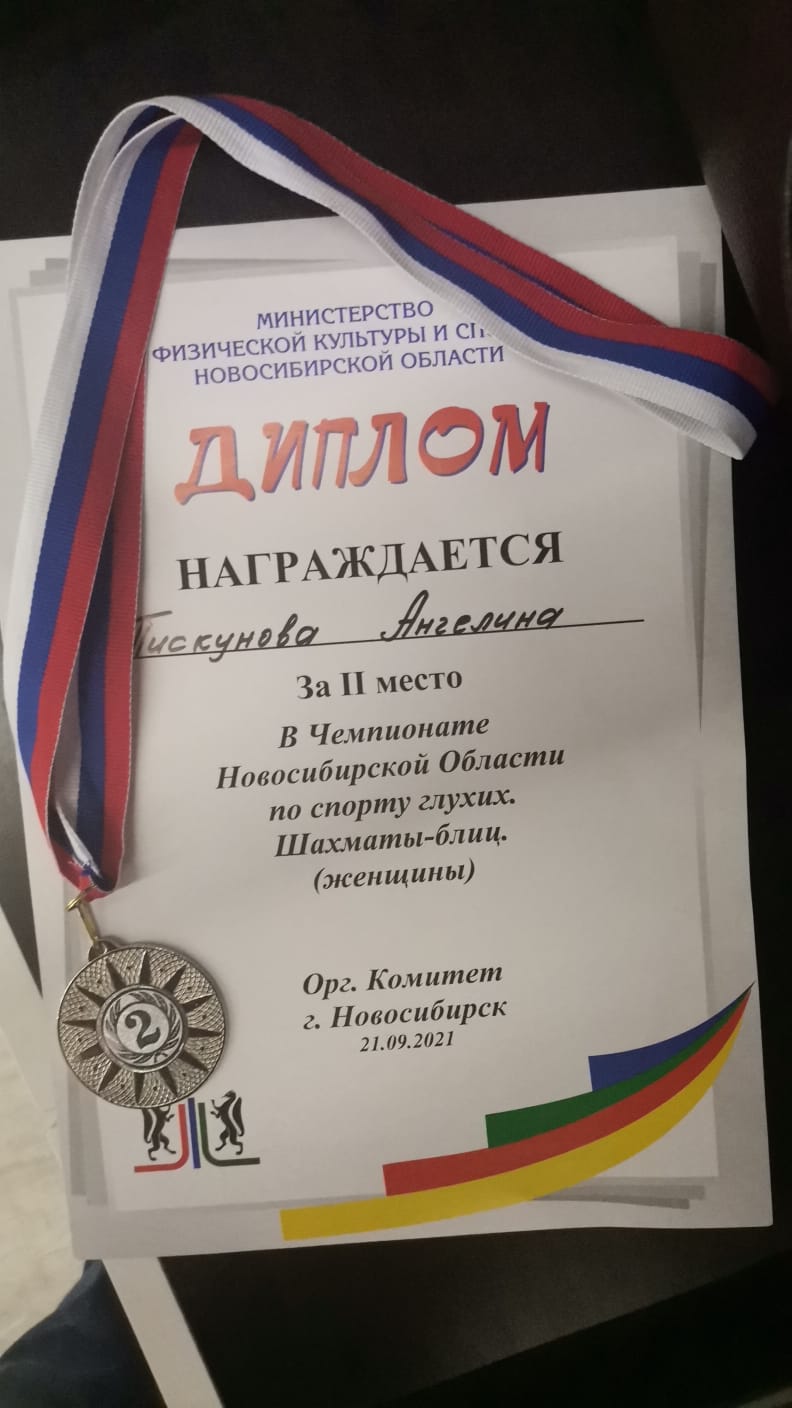 МИНИСТЕРСТВО
ФИЗИЧЕСКОЙ КУЛЬТУРЫ И
НОВОСИБИРСКОЙ ОБЛАСТИ
ДИПЛОМ
НАГРАЖДАЕТСЯ
Пискунова Ангелина
За II место
В Чемпионате
Новосибирской Области
по спорту глухих.
Шахматы-блиц.
(женщины)
Орг. Комитет
г. Новосибирск
21.09.2021
2